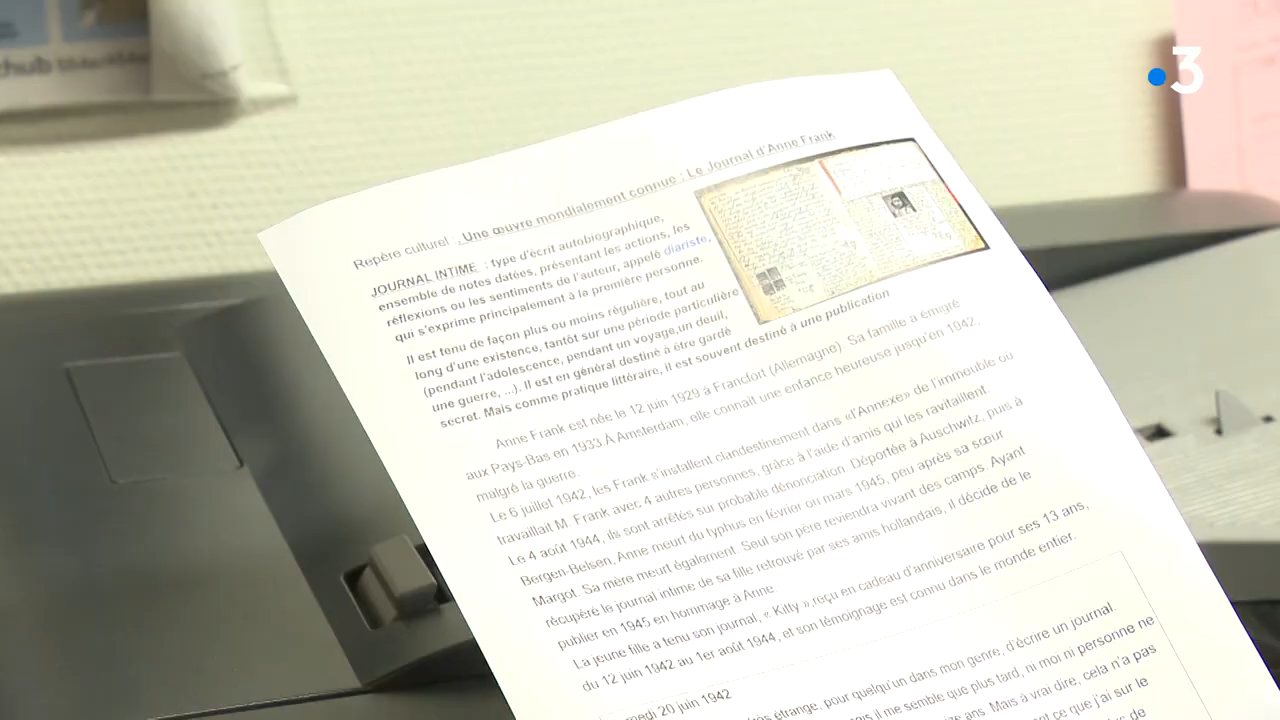 3
Repère culturel : Une œuvre mondialement connue : Le Journal d'Anne Frank
JOURNAL INTIME : type d'écrit autobiographique,
ensemble de notes datées, présentant les actions, les
réflexions ou les sentiments de l'auteur, appelé diariste,
qui s'exprime principalement à la première personne.
Il est tenu de façon plus ou moins régulière, tout au
long d'une existence, tantôt sur une période particulière
(pendant l'adolescence, pendant un voyage,un deuil,
une guerre, ...). Il est en général destiné à être gardé
secret. Mais comme pratique littéraire, il est souvent destiné à une publication
Anne Frank est née le 12 juin 1929 à Francfort (Allemagne). Sa famille a émigré
aux Pays-Bas en 1933 À Amsterdam, elle connaît une enfance heureuse jusqu'en 1942,
malgré la guerre.
Le 6 juillet 1942, les Frank s'installent clandestinement dans «l'Annexe» de l'immeuble où
travaillait M. Frank avec 4 autres personnes, grâce à l'aide d'amis qui les ravitaillent.
Le 4 août 1944, ils sont arrêtés sur probable dénonciation. Déportée à Auschwitz, puis à
Bergen-Belsen, Anne meurt du typhus en février ou mars 1945, peu après sa sœur
Margot. Sa mère meurt également. Seul son père reviendra vivant des camps. Ayant
récupéré le journal intime de sa fille retrouvé par ses amis hollandais, il décide de le
publier en 1945 en hommage à Anne
La jeune fille a tenu son journal, « Kitty »,reçu en cadeau d'anniversaire pour ses 13 ans,
du 12 juin 1942 au 1er août 1944, et son témoignage est connu dans le monde entier.
20 juin 1942
étrange, pour quelqu'un dans mon genre, d'écrire un journal.
il me semble que plus tard, ni moi ni personne ne
ans. Mais à vrai dire, cela n'a pas
ce que j'ai sur le
de